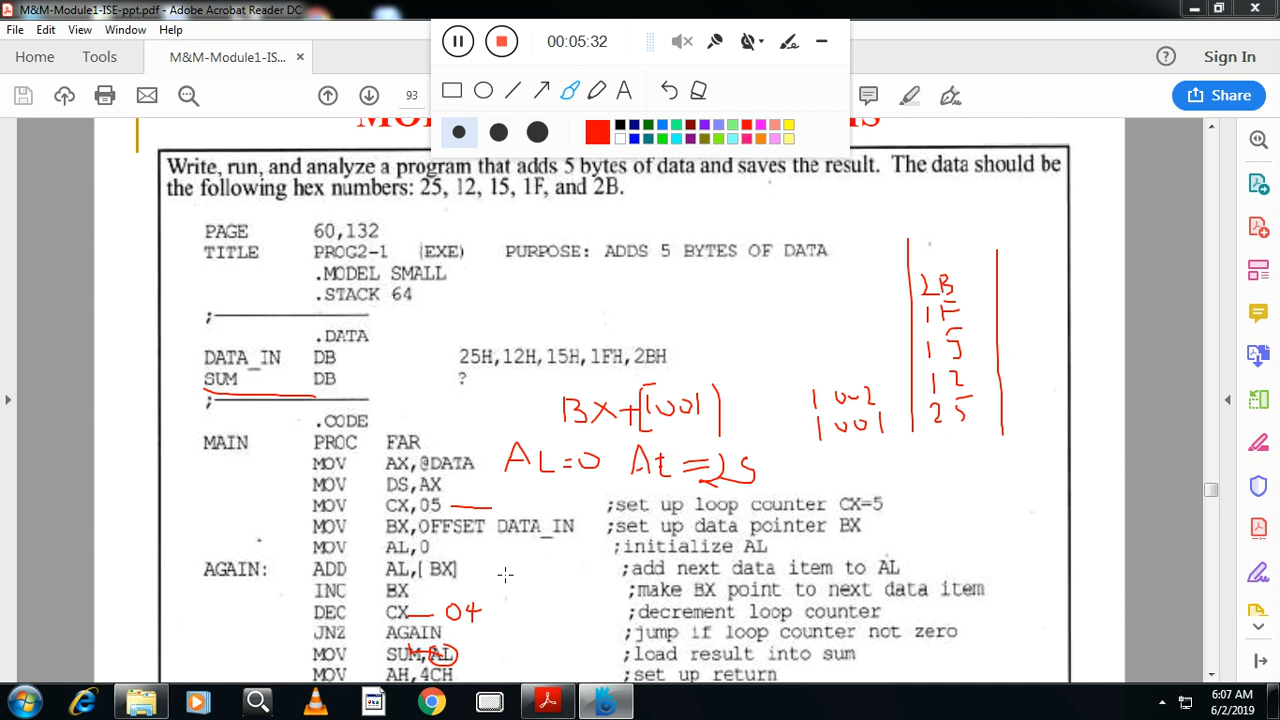 M&M-Module1-ISE-ppt.pdf - Adobe Acrobat Reader DC
File Edit View Window Help
Home Tools M&M-Module1-IS... ×
00:05:32
Sign In
93
Share
A
Write, run, and analyze a program that adds 5 bytes of data and saves the result. The data should be
the following hex numbers: 25, 12, 15, 1F, and 2B.
PAGE 60,132
TITLE PROG2-1 (EXE) PURPOSE: ADDS 5 BYTES OF DATA
.MODEL SMALL
.STACK 64
;
.DATA
DATA_IN DB 25H,12H,15H,1FH,2BH
SUM DB ?
;
.CODE
MAIN PROC FAR
MOV AX,@DATA
MOV DS,AX
MOV CX,05 ;set up loop counter CX=5
MOV BX,OFFSET DATA_IN ;set up data pointer BX
MOV AL,0 ;initialize AL
AGAIN: ADD AL,[ BX] ;add next data item to AL
INC BX ;make BX point to next data item
DEC CX ;decrement loop counter
JNZ AGAIN ;jump if loop counter not zero
MOV SUM,AL ;load result into sum
MOV AH,4CH ;set up return
2B
1F
15
12
25
1002
1001
BX→[1001]
AL=0 AL=25
04
6:07 AM
6/2/2019